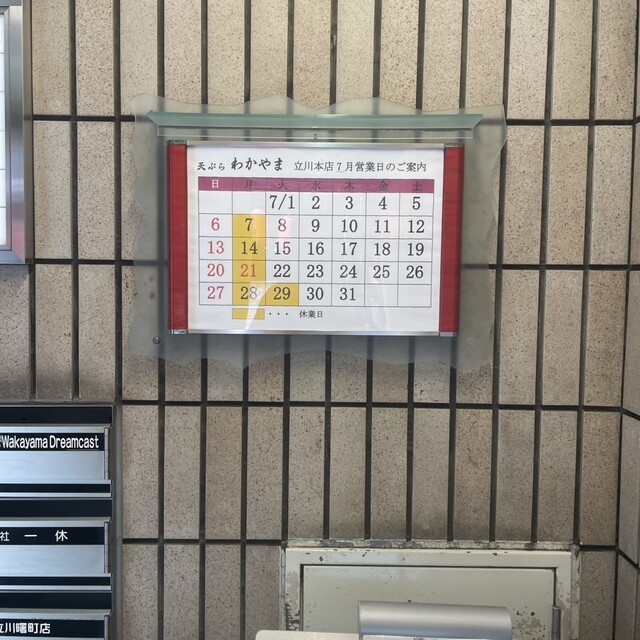 天ぷら わかやま 立川本店7月営業日のご案内
日 月 火 水 木 金 土
7/1 2 3 4 5
6 7 8 9 10 11 12
13 14 15 16 17 18 19
20 21 22 23 24 25 26
27 28 29 30 31
・・・ 休業日
Wakayama Dreamcast
社 一 休
立川曙町店